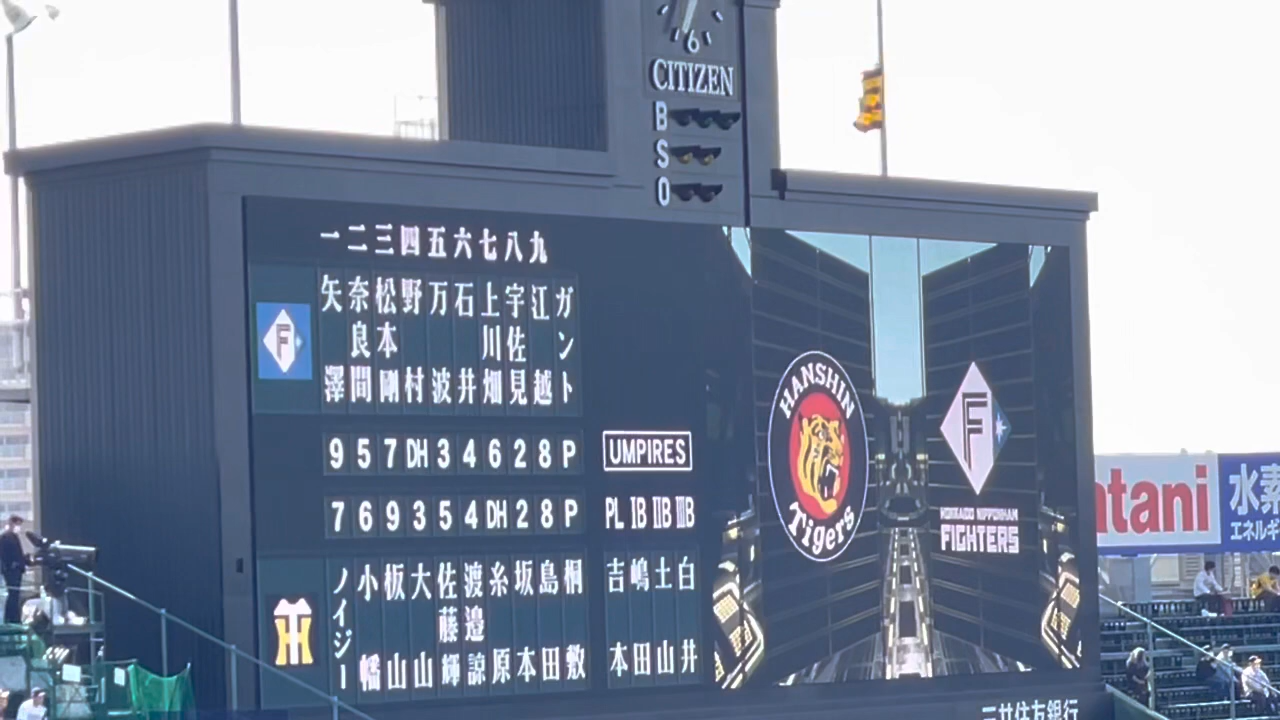 6
CITIZEN
B
S
O
一二三四五六七八九
矢澤
奈良間
松本剛
野村
万波
石井
上川畑
宇佐見
江越
ガント
F
9 5 7 DH 3 4 6 2 8 P
UMPIRES
7 6 9 3 5 4 DH 2 8 P
PL ⅠB ⅡB ⅢB
ノイジー
小幡
板山
大山
佐藤輝
渡邉諒
糸原
坂本
島田
桐敷
吉本
嶋田
土山
白井
HANSHIN
Tigers
F
HOKKAIDO NIPPONHAM
FIGHTERS
tani
水素
エネルギ
三井住友銀行